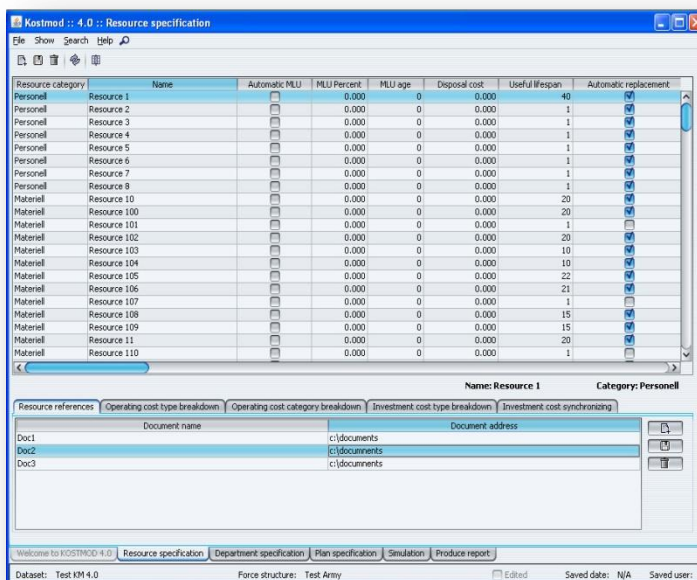 Kostmod :: 4.0 :: Resource specification
File Show Search Help
Resource category Name Automatic MLU MLU Percent MLU age Disposal cost Useful lifespan Automatic replacement
Personell Resource 1 0.000 0 0.000 40
Personell Resource 2 0.000 0 0.000 1
Personell Resource 3 0.000 0 0.000 1
Personell Resource 4 0.000 0 0.000 1
Personell Resource 5 0.000 0 0.000 1
Personell Resource 6 0.000 0 0.000 1
Personell Resource 7 0.000 0 0.000 1
Personell Resource 8 0.000 0 0.000 1
Materiell Resource 10 0.000 0 0.000 20
Materiell Resource 100 0.000 0 0.000 20
Materiell Resource 101 0.000 0 0.000 1
Materiell Resource 102 0.000 0 0.000 20
Materiell Resource 103 0.000 0 0.000 10
Materiell Resource 104 0.000 0 0.000 10
Materiell Resource 105 0.000 0 0.000 22
Materiell Resource 106 0.000 0 0.000 21
Materiell Resource 107 0.000 0 0.000 1
Materiell Resource 108 0.000 0 0.000 15
Materiell Resource 109 0.000 0 0.000 15
Materiell Resource 11 0.000 0 0.000 20
Materiell Resource 110 0.000 0 0.000 1
Name: Resource 1 Category: Personell
Resource references Operating cost type breakdown Operating cost category breakdown Investment cost type breakdown Investment cost synchronizing
Document name Document address
Doc1 c:\documents
Doc2 c:\documnents
Doc3 c:\documnents
Welcome to KOSTMOD 4.0 Resource specification Department specification Plan specification Simulation Produce report
Dataset: Test KM 4.0 Force structure: Test Army Edited Saved date: N/A Saved user: